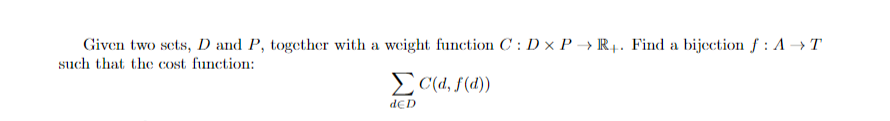 Given two sets, D and P, together with a weight function C : D × P → ℝ₊. Find a bijection f : A → T
such that the cost function:
∑ C(d, f(d))
d∈D